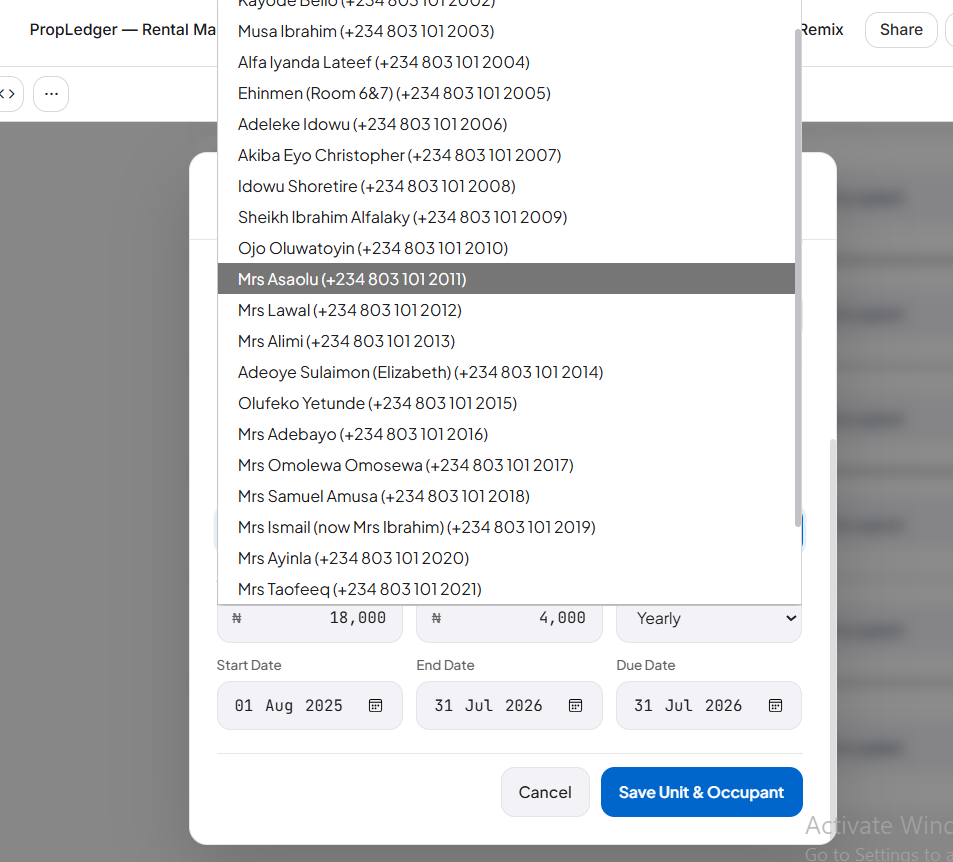 PropLedger — Rental Ma
Remix
Share
Kayode Bello (+234 803 101 2002)
Musa Ibrahim (+234 803 101 2003)
Alfa Iyanda Lateef (+234 803 101 2004)
Ehinmen (Room 6&7) (+234 803 101 2005)
Adeleke Idowu (+234 803 101 2006)
Akiba Eyo Christopher (+234 803 101 2007)
Idowu Shoretire (+234 803 101 2008)
Sheikh Ibrahim Alfalaky (+234 803 101 2009)
Ojo Oluwatoyin (+234 803 101 2010)
Mrs Asaolu (+234 803 101 2011)
Mrs Lawal (+234 803 101 2012)
Mrs Alimi (+234 803 101 2013)
Adeoye Sulaimon (Elizabeth) (+234 803 101 2014)
Olufeko Yetunde (+234 803 101 2015)
Mrs Adebayo (+234 803 101 2016)
Mrs Omolewa Omosewa (+234 803 101 2017)
Mrs Samuel Amusa (+234 803 101 2018)
Mrs Ismail (now Mrs Ibrahim) (+234 803 101 2019)
Mrs Ayinla (+234 803 101 2020)
Mrs Taofeeq (+234 803 101 2021)
₦ 18,000 ₦ 4,000 Yearly
Start Date End Date Due Date
01 Aug 2025 31 Jul 2026 31 Jul 2026
Cancel Save Unit & Occupant
Activate Wind
Go to Settings to a